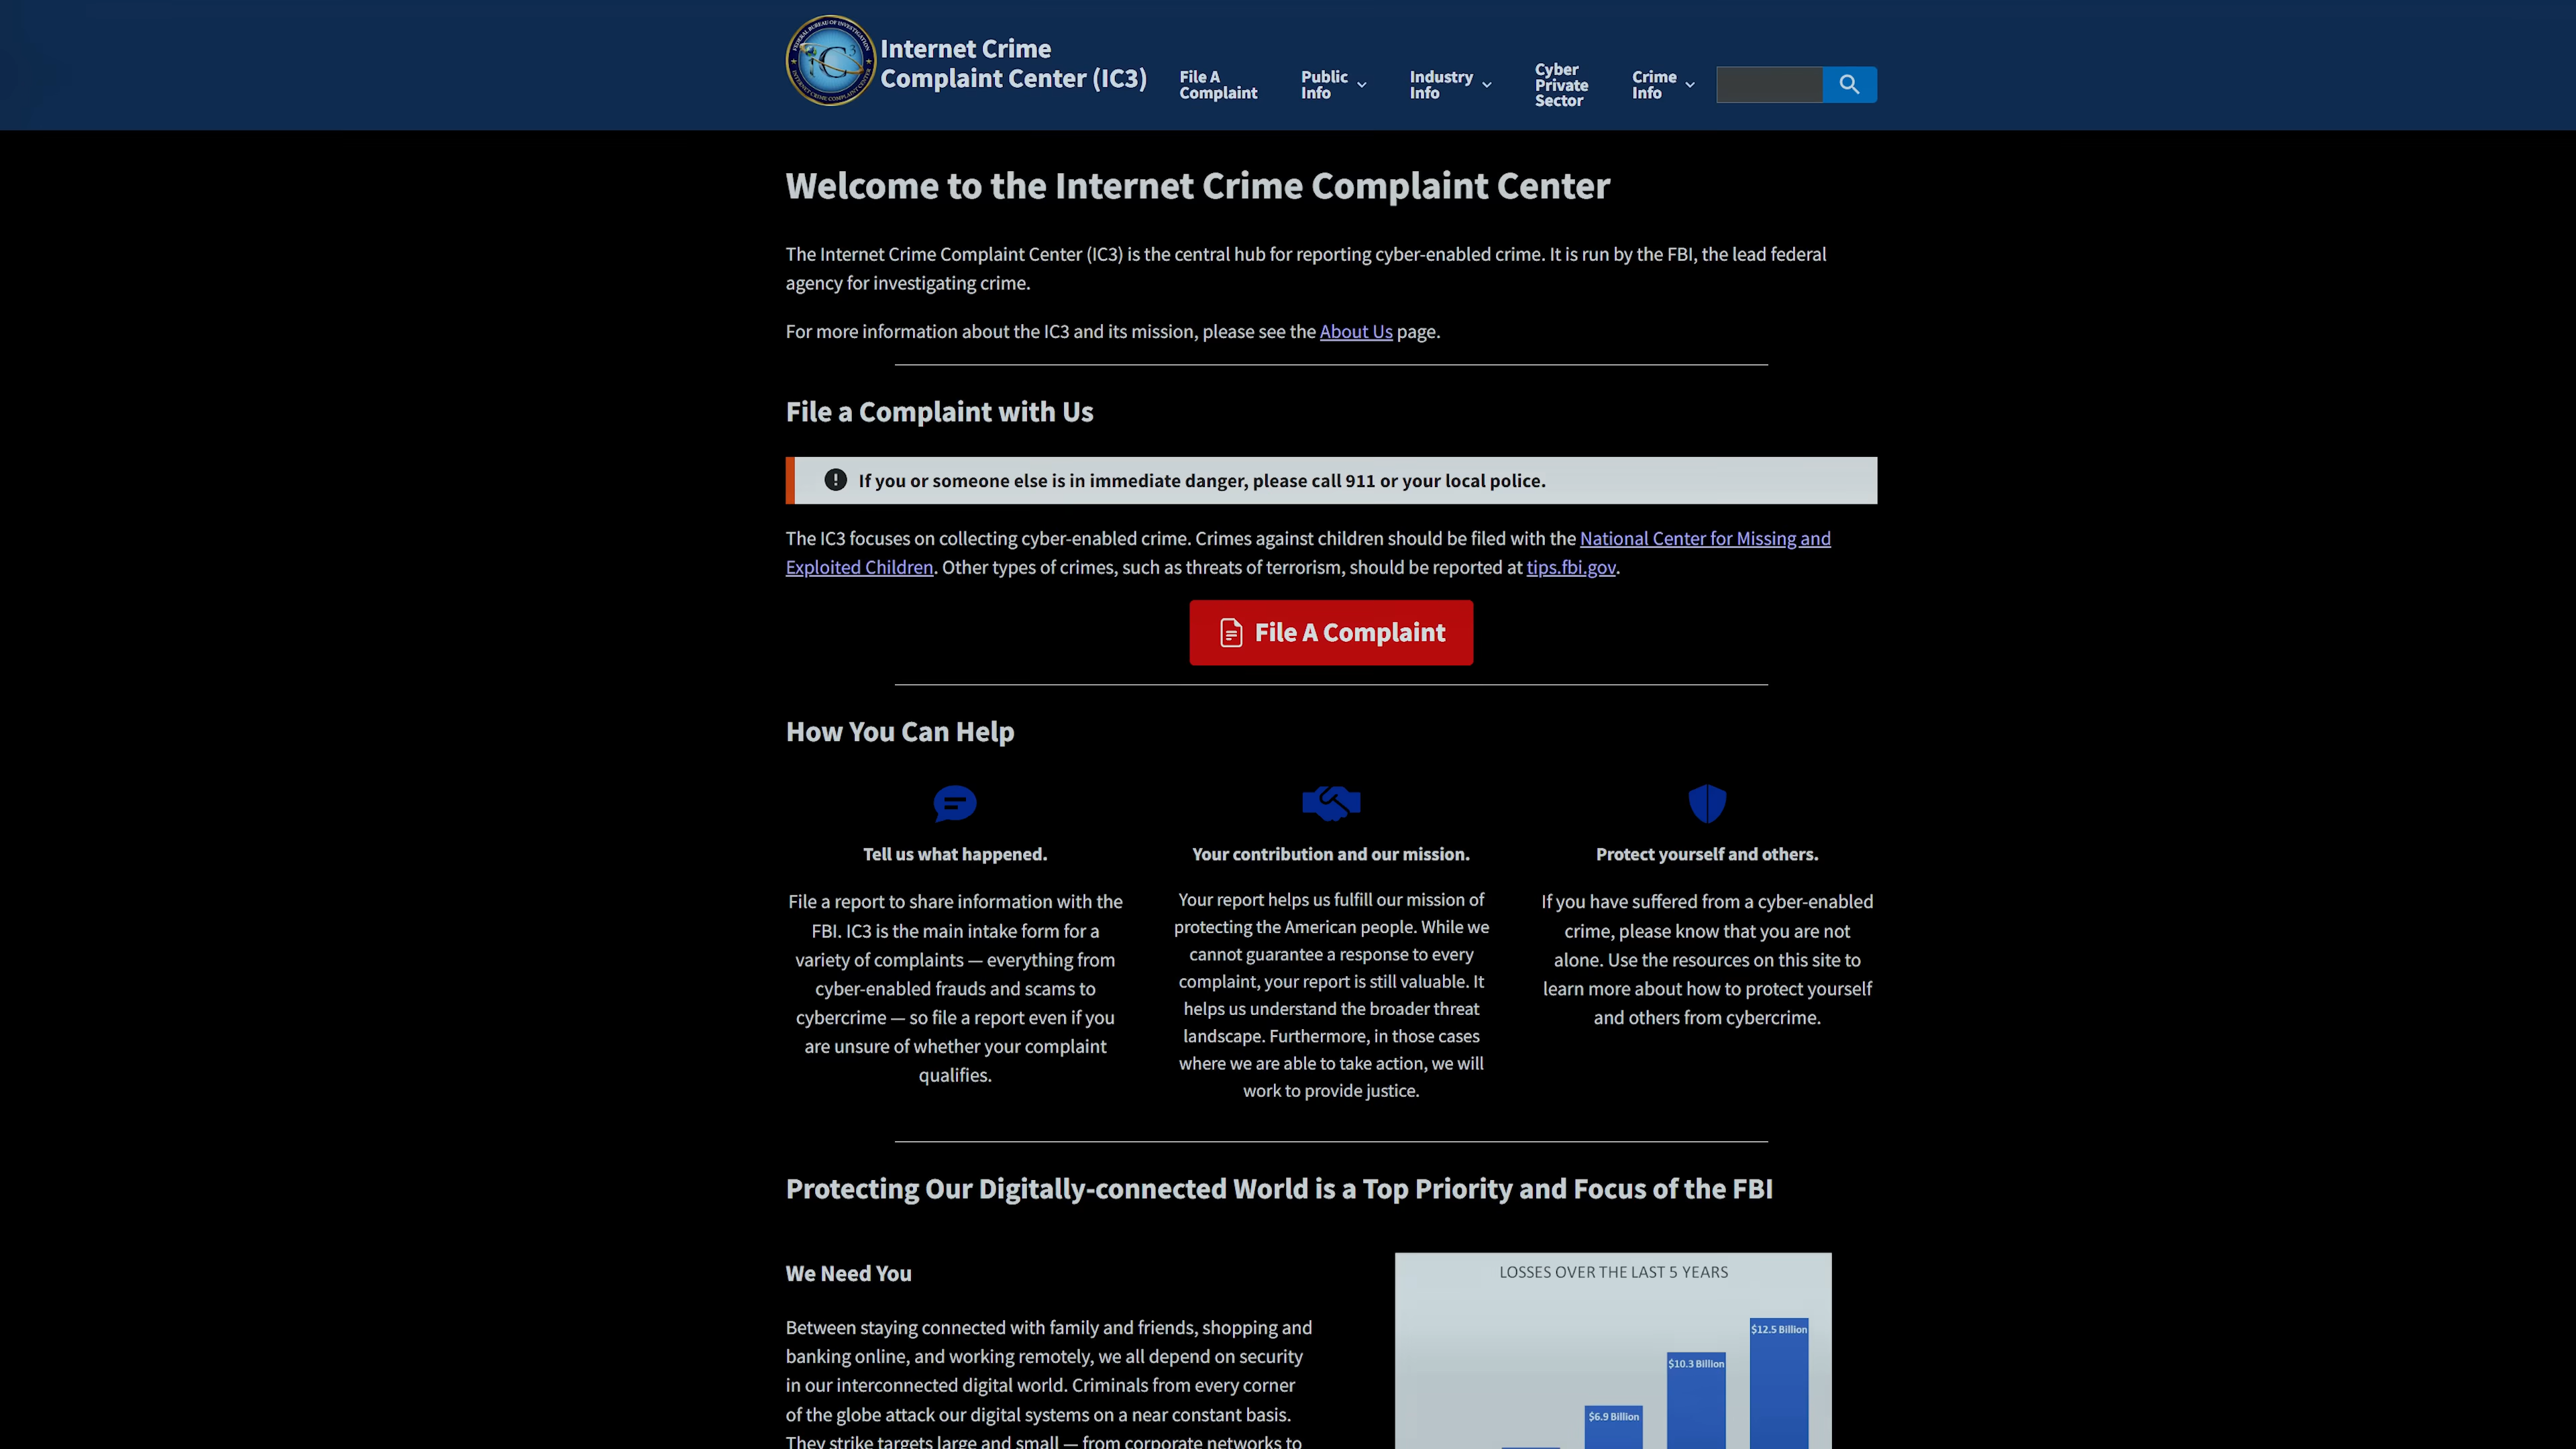 Internet Crime
Complaint Center (IC3)
File A
Complaint
Public
Info
Industry
Info
Cyber
Private
Sector
Crime
Info
Welcome to the Internet Crime Complaint Center
The Internet Crime Complaint Center (IC3) is the central hub for reporting cyber-enabled crime. It is run by the FBI, the lead federal
agency for investigating crime.
For more information about the IC3 and its mission, please see the About Us page.
File a Complaint with Us
If you or someone else is in immediate danger, please call 911 or your local police.
The IC3 focuses on collecting cyber-enabled crime. Crimes against children should be filed with the National Center for Missing and
Exploited Children. Other types of crimes, such as threats of terrorism, should be reported at tips.fbi.gov.
File A Complaint
How You Can Help
Tell us what happened.
File a report to share information with the
FBI. IC3 is the main intake form for a
variety of complaints — everything from
cyber-enabled frauds and scams to
cybercrime — so file a report even if you
are unsure of whether your complaint
qualifies.
Your contribution and our mission.
Your report helps us fulfill our mission of
protecting the American people. While we
cannot guarantee a response to every
complaint, your report is still valuable. It
helps us understand the broader threat
landscape. Furthermore, in those cases
where we are able to take action, we will
work to provide justice.
Protect yourself and others.
If you have suffered from a cyber-enabled
crime, please know that you are not
alone. Use the resources on this site to
learn more about how to protect yourself
and others from cybercrime.
Protecting Our Digitally-connected World is a Top Priority and Focus of the FBI
We Need You
Between staying connected with family and friends, shopping and
banking online, and working remotely, we all depend on security
in our interconnected digital world. Criminals from every corner
of the globe attack our digital systems on a near constant basis.
They strike targets large and small — from corporate networks to
LOSSES OVER THE LAST 5 YEARS
$12.5 Billion
$10.3 Billion
$6.9 Billion